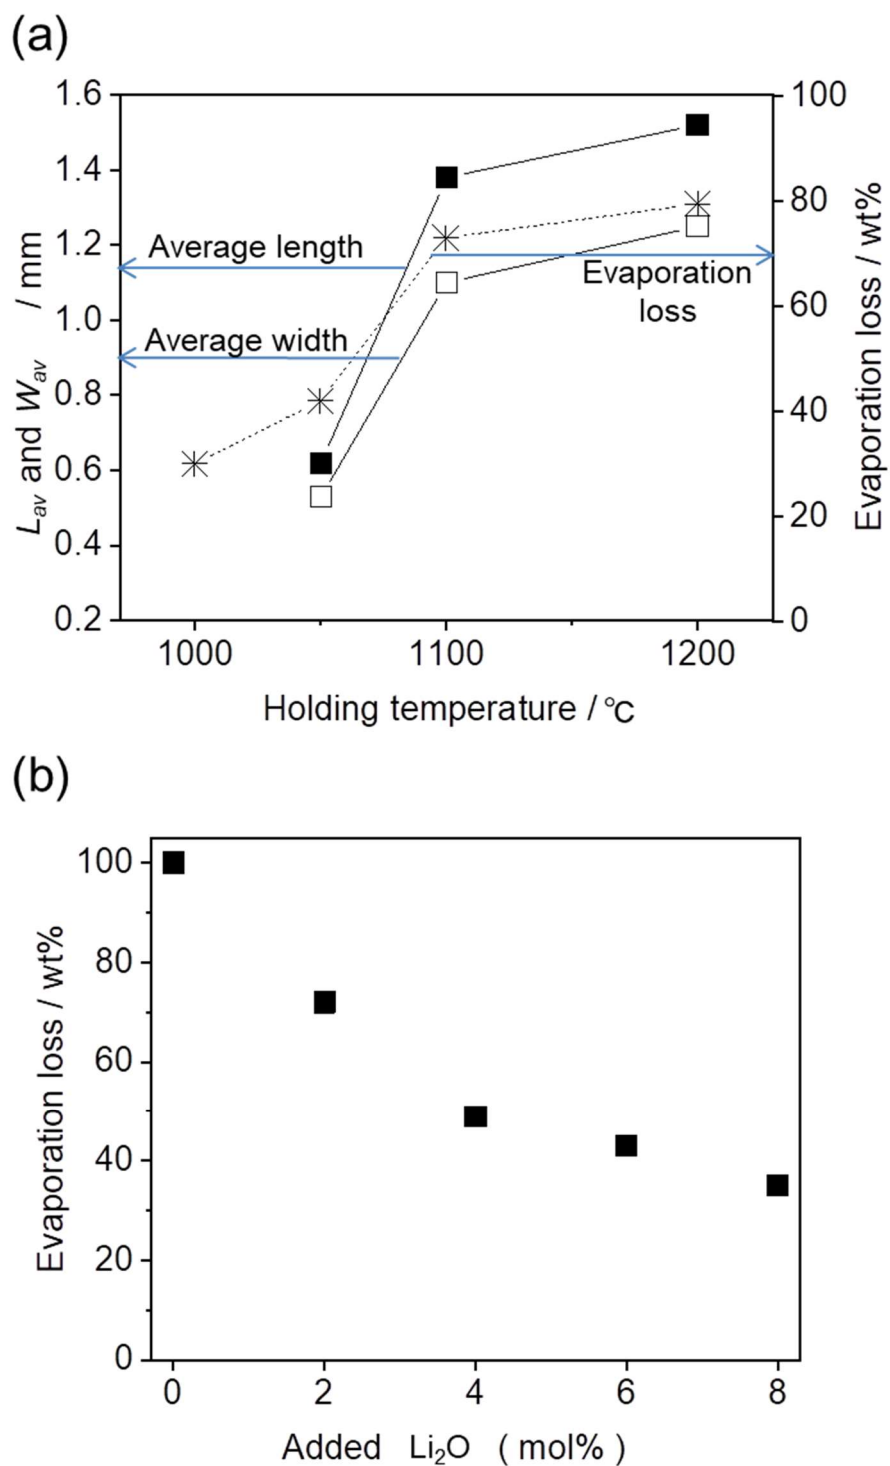 (a)
1.6
1.4
1.2
1.0
0.8
0.6
0.4
0.2
Lav and Wav / mm
Average length
Average width
Evaporation
loss
100
80
60
40
20
0
Evaporation loss / wt%
1000 1100 1200
Holding temperature / °C
(b)
100
80
60
40
20
0
Evaporation loss / wt%
0 2 4 6 8
Added Li₂O ( mol% )